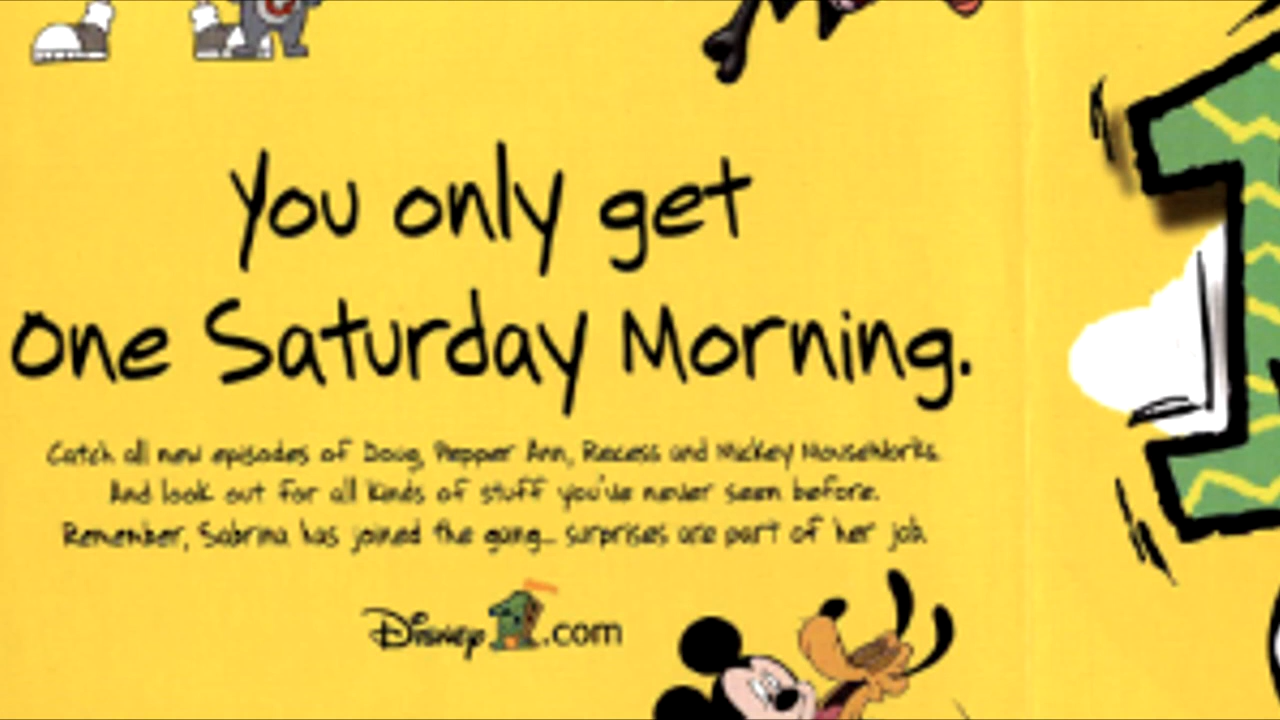 You only get
One Saturday Morning.
Catch all new episodes of Doug, Pepper Ann, Recess and Mickey MouseWorks.
And look out for all kinds of stuff you've never seen before.
Remember, Sabrina has joined the gang... surprises are part of her job.
Disney1.com
1